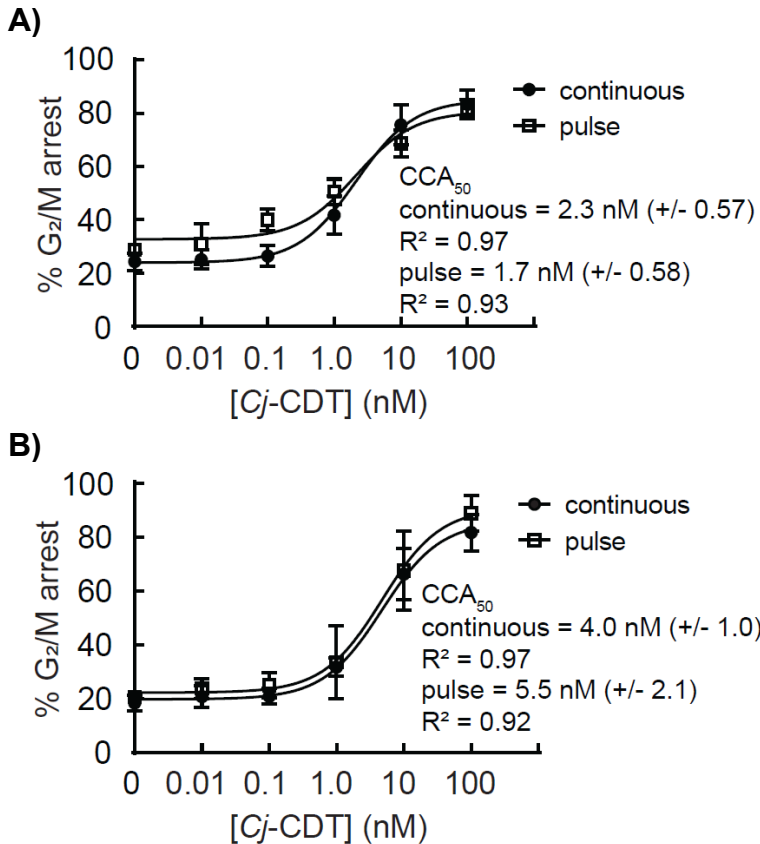 A)
100
80
60
40
20
0
% G₂/M arrest
continuous
pulse
CCA₅₀
continuous = 2.3 nM (+/- 0.57)
R² = 0.97
pulse = 1.7 nM (+/- 0.58)
R² = 0.93
0 0.01 0.1 1.0 10 100
[Cj-CDT] (nM)
B)
100
80
60
40
20
0
% G₂/M arrest
continuous
pulse
CCA₅₀
continuous = 4.0 nM (+/- 1.0)
R² = 0.97
pulse = 5.5 nM (+/- 2.1)
R² = 0.92
0 0.01 0.1 1.0 10 100
[Cj-CDT] (nM)